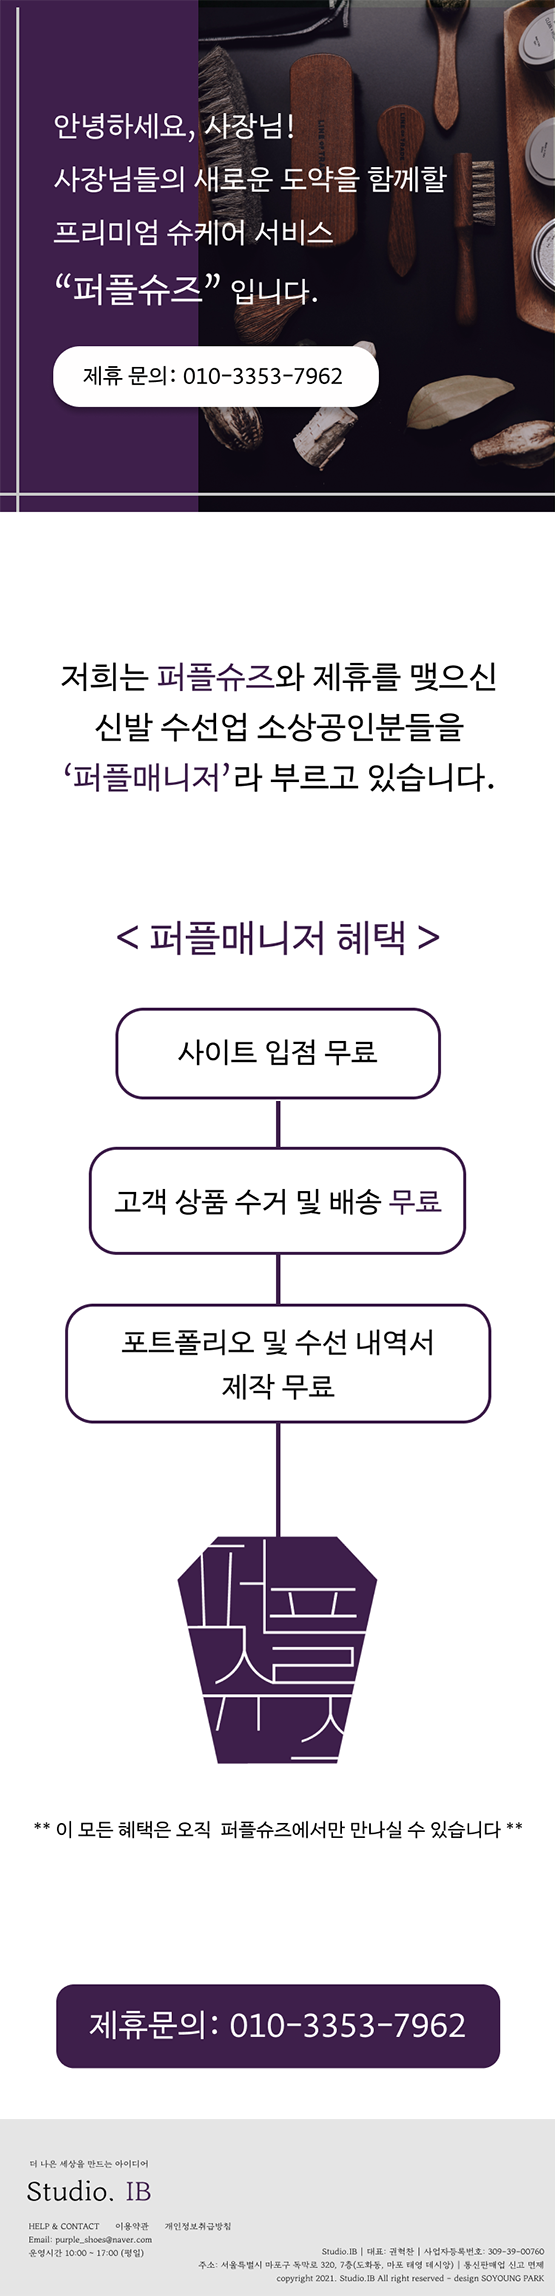 안녕하세요, 사장님!
사장님들의 새로운 도약을 함께할
프리미엄 슈케어 서비스
“퍼플슈즈” 입니다.
제휴 문의: 010-3353-7962
저희는 퍼플슈즈와 제휴를 맺으신
신발 수선업 소상공인분들을
‘퍼플매니저’라 부르고 있습니다.
< 퍼플매니저 혜택 >
사이트 입점 무료
고객 상품 수거 및 배송 무료
포트폴리오 및 수선 내역서
제작 무료
퍼플
슈즈
** 이 모든 혜택은 오직 퍼플슈즈에서만 만나실 수 있습니다 **
제휴문의: 010-3353-7962
더 나은 세상을 만드는 아이디어
Studio. IB
HELP & CONTACT 이용약관 개인정보취급방침
Email: purple_shoes@naver.com
운영시간 10:00 ~ 17:00 (평일)
Studio.IB | 대표: 권혁찬 | 사업자등록번호: 309-39-00760
주소: 서울특별시 마포구 독막로 320, 7층(도화동, 마포 태영 데시앙) | 통신판매업 신고 면제
copyright 2021. Studio.IB All right reserved - design SOYOUNG PARK